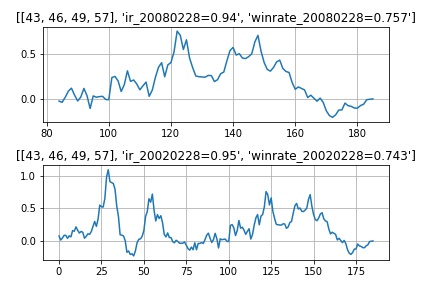 [[43, 46, 49, 57], 'ir_20080228=0.94', 'winrate_20080228=0.757']
0.5
0.0
80 100 120 140 160 180
[[43, 46, 49, 57], 'ir_20020228=0.95', 'winrate_20020228=0.743']
1.0
0.5
0.0
0 25 50 75 100 125 150 175